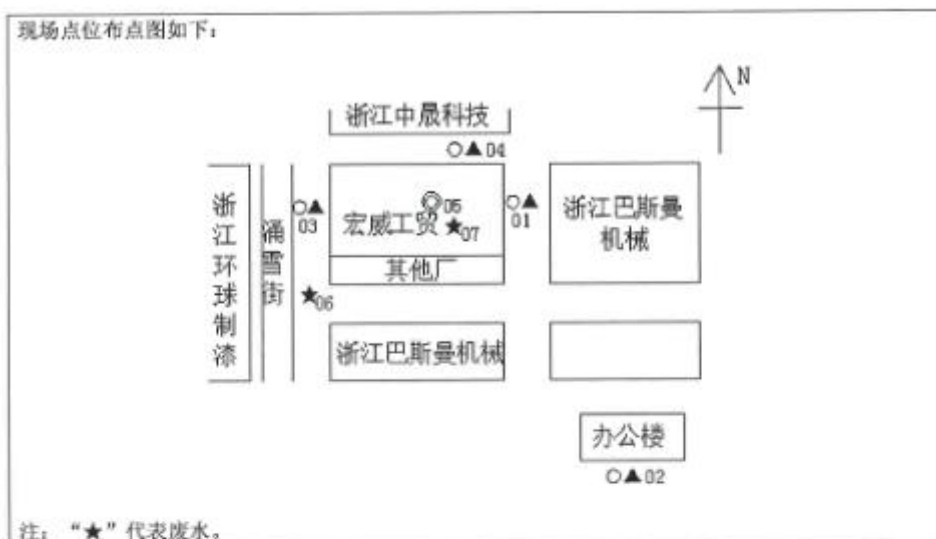 现场点位布点图如下：
N
浙江中晟科技
○▲04
浙江环球制漆
涌雪街
○▲
03
◎05
宏威工贸 ★07
其他厂
○▲
01
浙江巴斯曼
机械
★06
浙江巴斯曼机械
办公楼
○▲02
注：“★”代表废水。